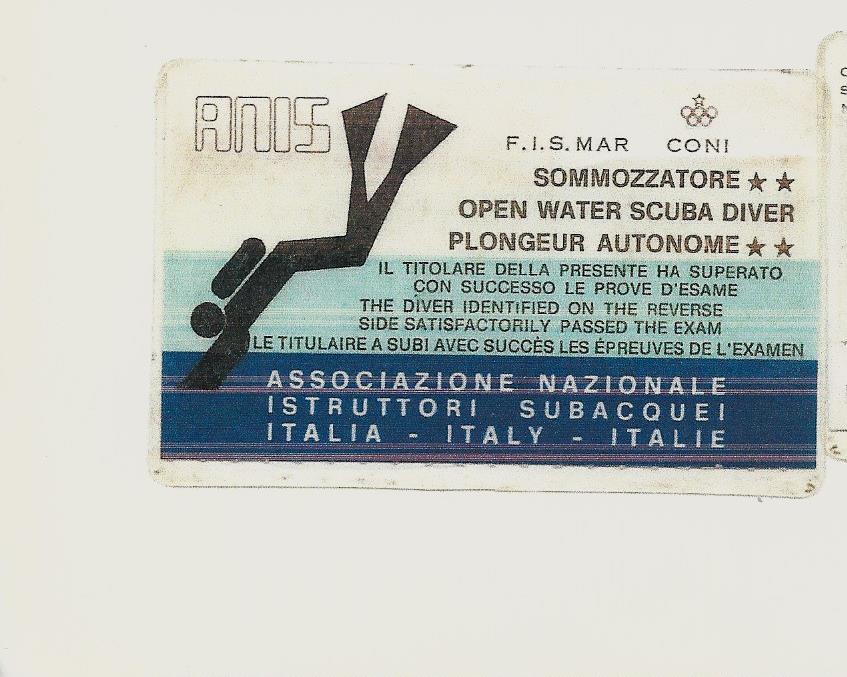 ANIS
F.I.S.MAR CONI
SOMMOZZATORE ★ ★
OPEN WATER SCUBA DIVER
PLONGEUR AUTONOME ★ ★
IL TITOLARE DELLA PRESENTE HA SUPERATO
CON SUCCESSO LE PROVE D'ESAME
THE DIVER IDENTIFIED ON THE REVERSE
SIDE SATISFACTORILY PASSED THE EXAM
LE TITULAIRE A SUBI AVEC SUCCÈS LES ÉPREUVES DE L'EXAMEN
ASSOCIAZIONE NAZIONALE
ISTRUTTORI SUBACQUEI
ITALIA - ITALY - ITALIE